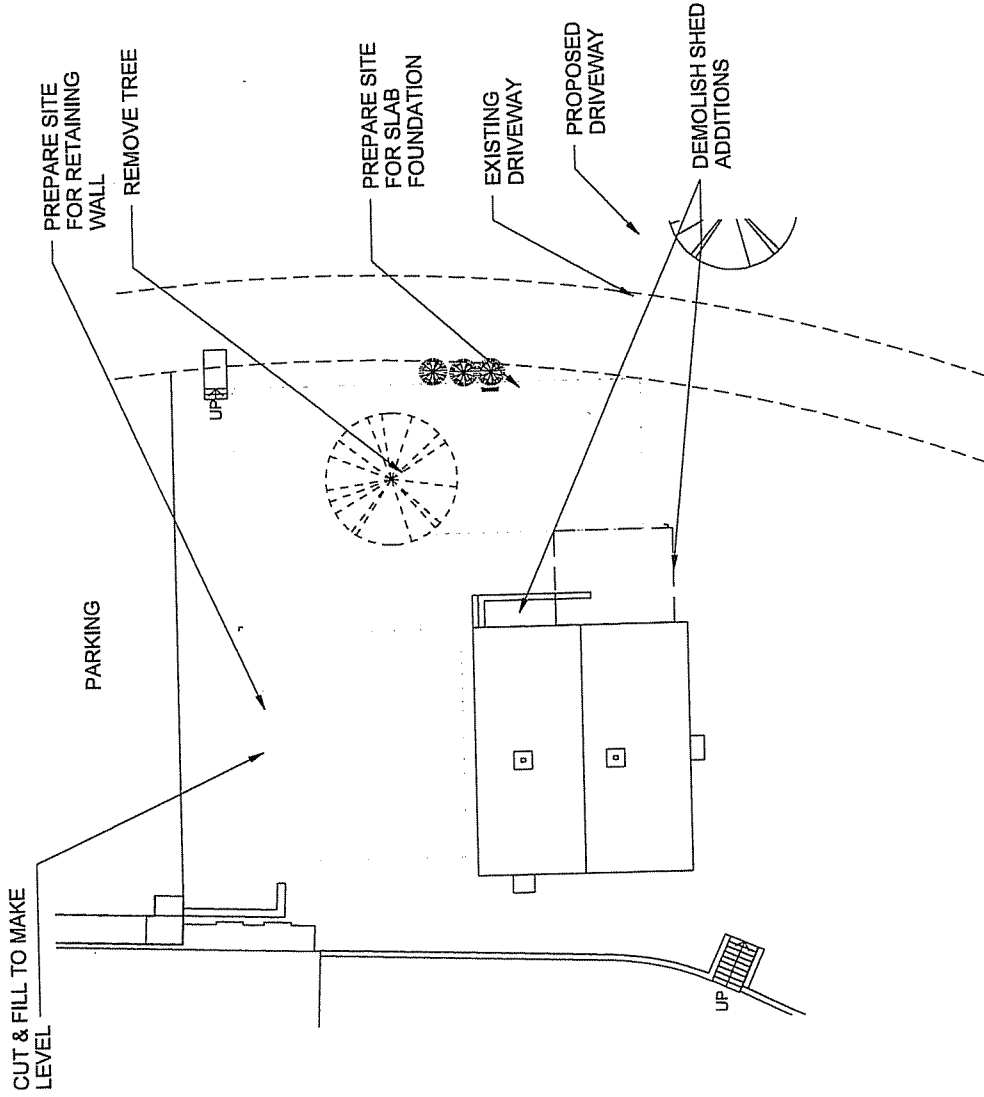 PREPARE SITE
FOR RETAINING
WALL
REMOVE TREE
PREPARE SITE
FOR SLAB
FOUNDATION
EXISTING
DRIVEWAY
PROPOSED
DRIVEWAY
DEMOLISH SHED
ADDITIONS
UP
PARKING
CUT & FILL TO MAKE
LEVEL
UP